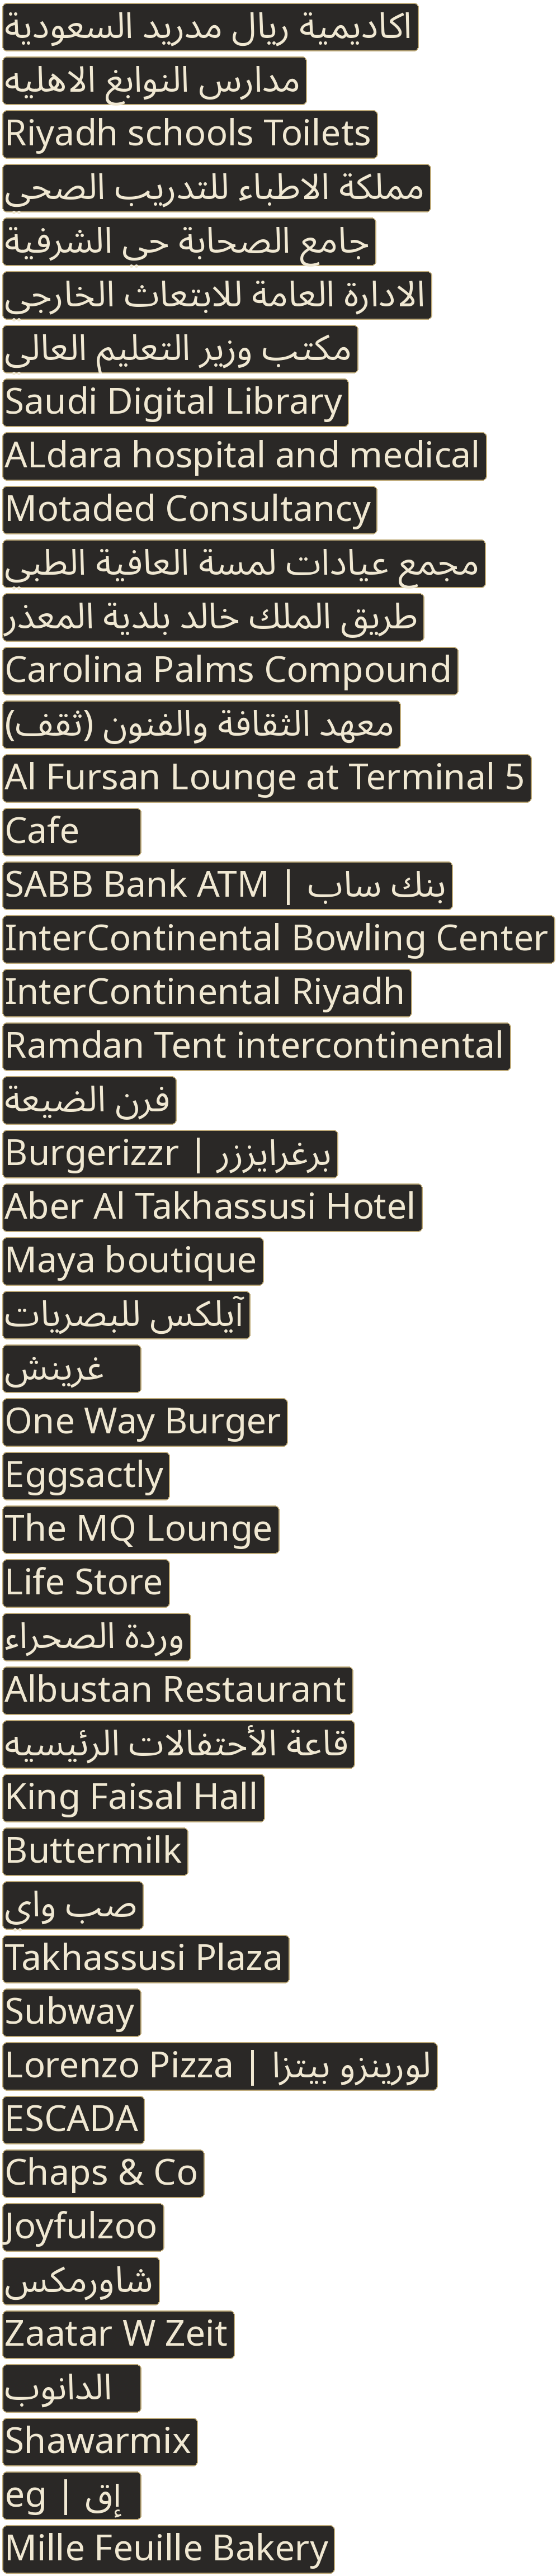 اكاديمية ريال مدريد السعودية
مدارس النوابغ الاهليه
Riyadh schools Toilets
مملكة الاطباء للتدريب الصحي
جامع الصحابة حي الشرفية
الادارة العامة للابتعاث الخارجي
مكتب وزير التعليم العالي
Saudi Digital Library
ALdara hospital and medical
Motaded Consultancy
مجمع عيادات لمسة العافية الطبي
طريق الملك خالد بلدية المعذر
Carolina Palms Compound
معهد الثقافة والفنون (ثقف)
Al Fursan Lounge at Terminal 5
Cafe
SABB Bank ATM | بنك ساب
InterContinental Bowling Center
InterContinental Riyadh
Ramdan Tent intercontinental
فرن الضيعة
Burgerizzr | برغرايززر
Aber Al Takhassusi Hotel
Maya boutique
آيلكس للبصريات
غرينش
One Way Burger
Eggsactly
The MQ Lounge
Life Store
وردة الصحراء
Albustan Restaurant
قاعة الأحتفالات الرئيسيه
King Faisal Hall
Buttermilk
صب واي
Takhassusi Plaza
Subway
Lorenzo Pizza | لورينزو بيتزا
ESCADA
Chaps & Co
Joyfulzoo
شاورمكس
Zaatar W Zeit
الدانوب
Shawarmix
eg | إق
Mille Feuille Bakery